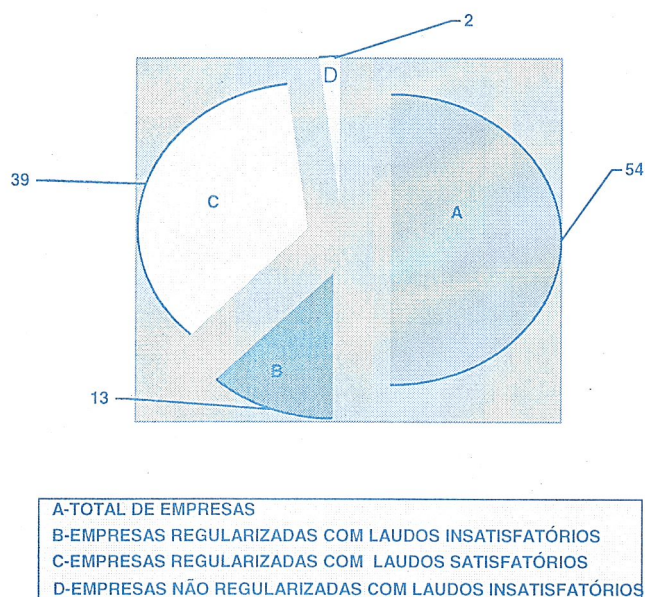 2
D
39
54
C
A
B
13
A-TOTAL DE EMPRESAS
B-EMPRESAS REGULARIZADAS COM LAUDOS INSATISFATÓRIOS
C-EMPRESAS REGULARIZADAS COM LAUDOS SATISFATÓRIOS
D-EMPRESAS NÃO REGULARIZADAS COM LAUDOS INSATISFATÓRIOS